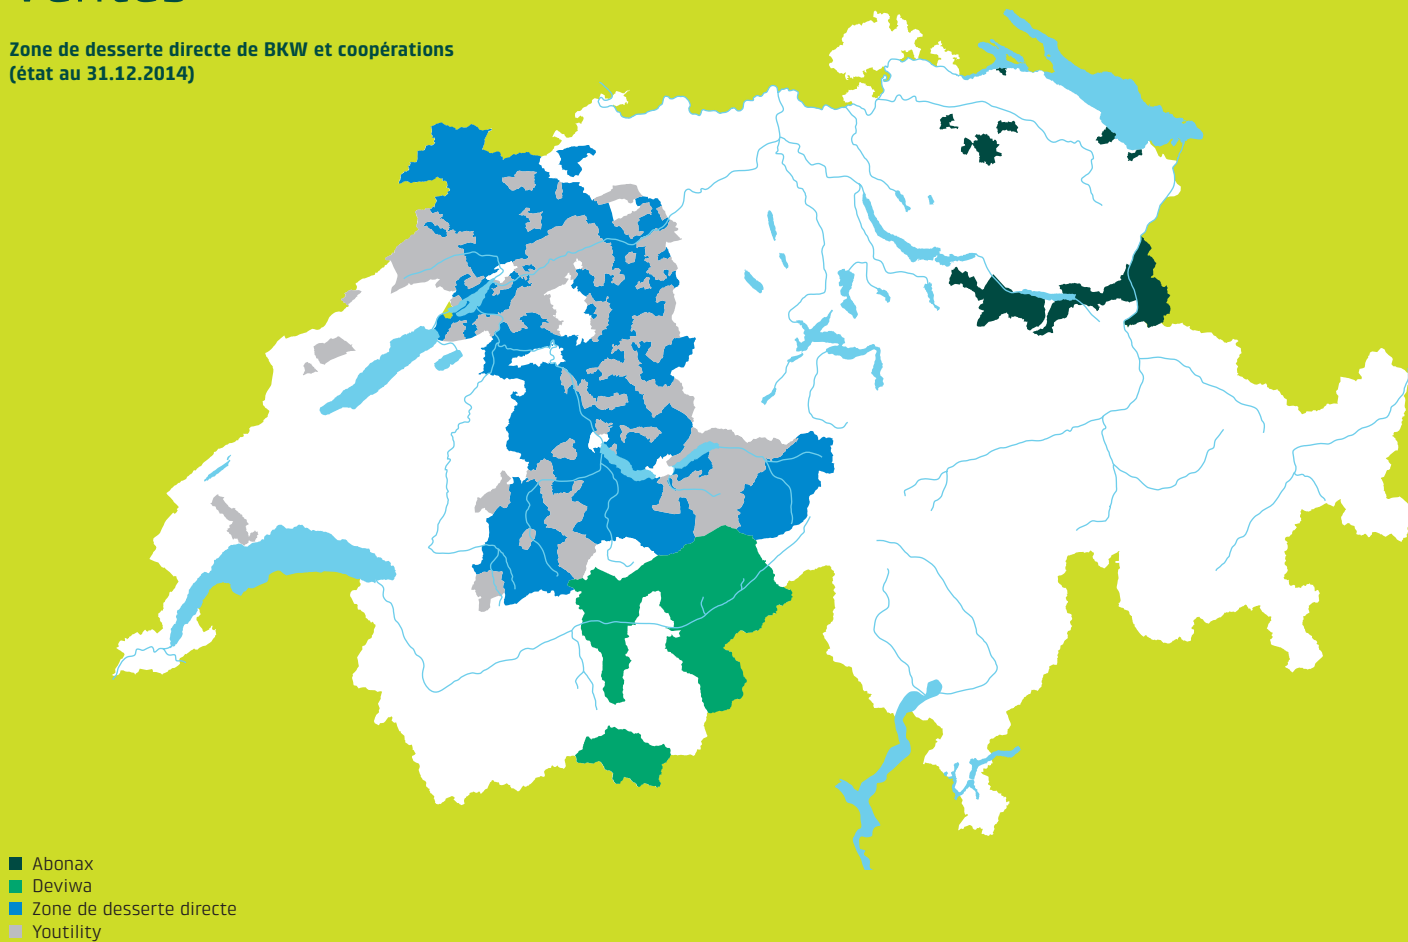 Ventes
Zone de desserte directe de BKW et coopérations
(état au 31.12.2014)
Abonax
Deviwa
Zone de desserte directe
Youtility